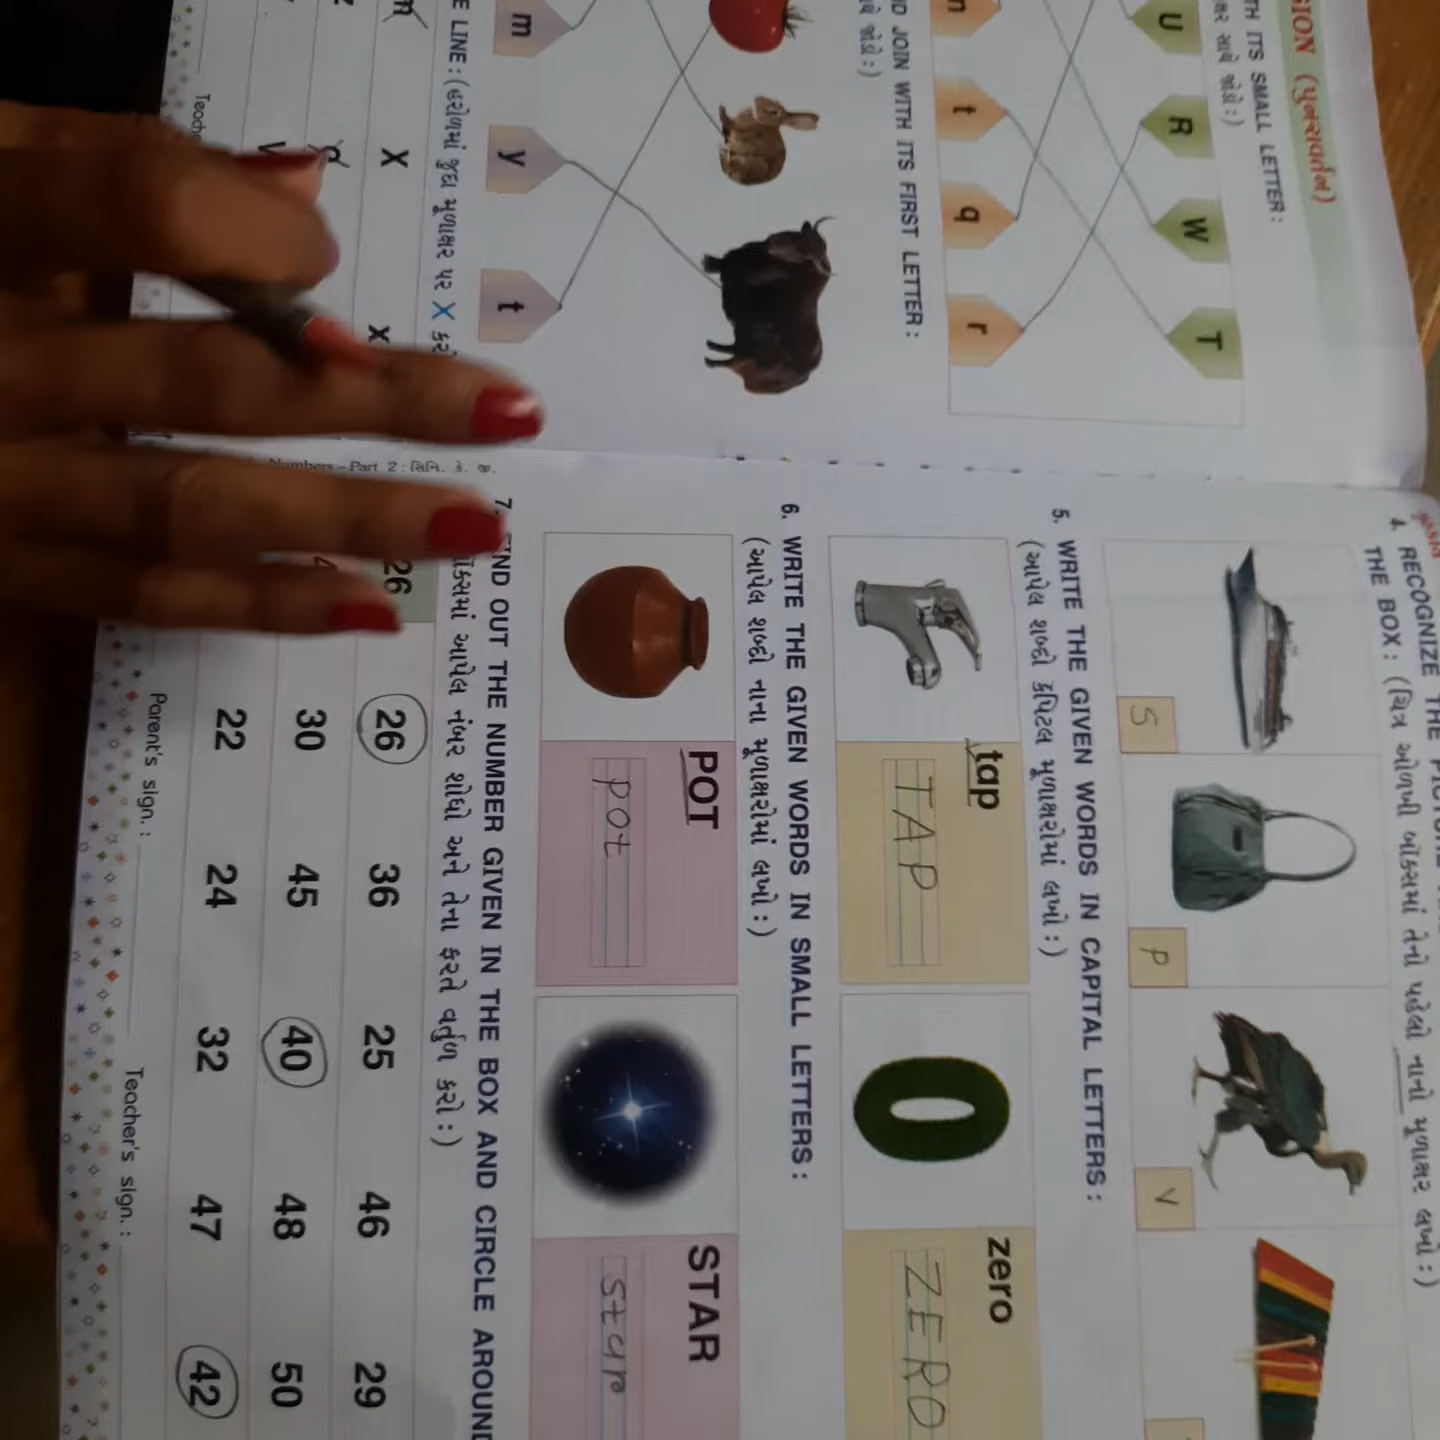 SION (પુનરાવર્તન)
TH ITS SMALL LETTER :
U R W T
n t q r
D JOIN WITH ITS FIRST LETTER :
m y t
E LINE : (હરોળમાં જુદા મૂળાક્ષર પર X કરો
m X x
4. RECOGNIZE THE
THE BOX : (ચિત્ર ઓળખી બોક્સમાં તેનો પહેલો નાનો મૂળાક્ષર લખો : )
S P V
5. WRITE THE GIVEN WORDS IN CAPITAL LETTERS :
(આપેલ શબ્દો કેપિટલ મૂળાક્ષરોમાં લખો : )
tap zero
TAP ZERO
6. WRITE THE GIVEN WORDS IN SMALL LETTERS :
(આપેલ શબ્દો નાના મૂળાક્ષરોમાં લખો : )
POT STAR
pot star
7. FIND OUT THE NUMBER GIVEN IN THE BOX AND CIRCLE AROUND
બોક્સમાં આપેલ નંબર શોધો અને તેના ફરતે વર્તુળ કરો : )
26 26 36 25 46 29
4 30 45 40 48 50
22 24 32 47 42
Parent's sign. : Teacher's sign. :
Numbers – Part 2 : સિનિ. કે. જી.